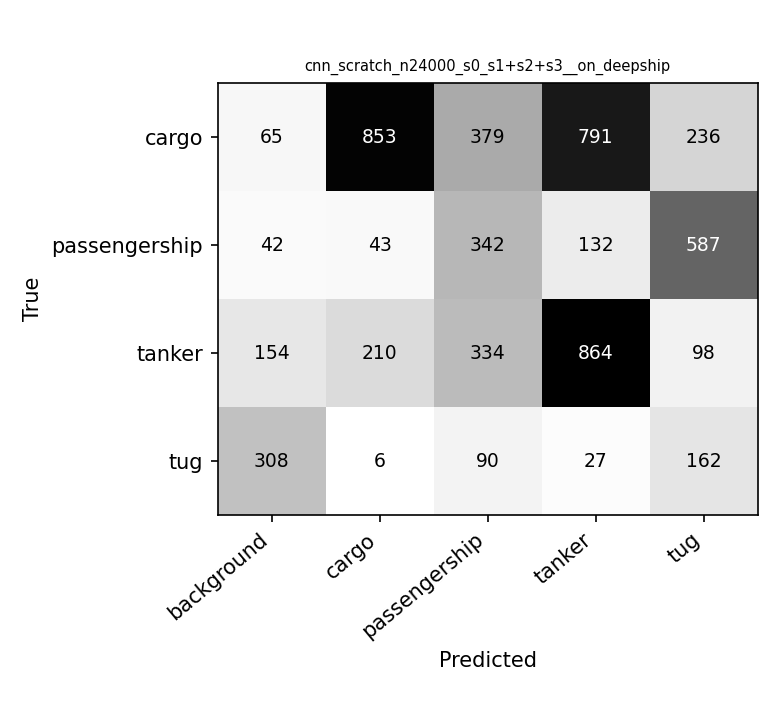 cnn_scratch_n24000_s0_s1+s2+s3__on_deepship
cargo 65 853 379 791 236
passengership 42 43 342 132 587
tanker 154 210 334 864 98
tug 308 6 90 27 162
True
background cargo passengership tanker tug
Predicted